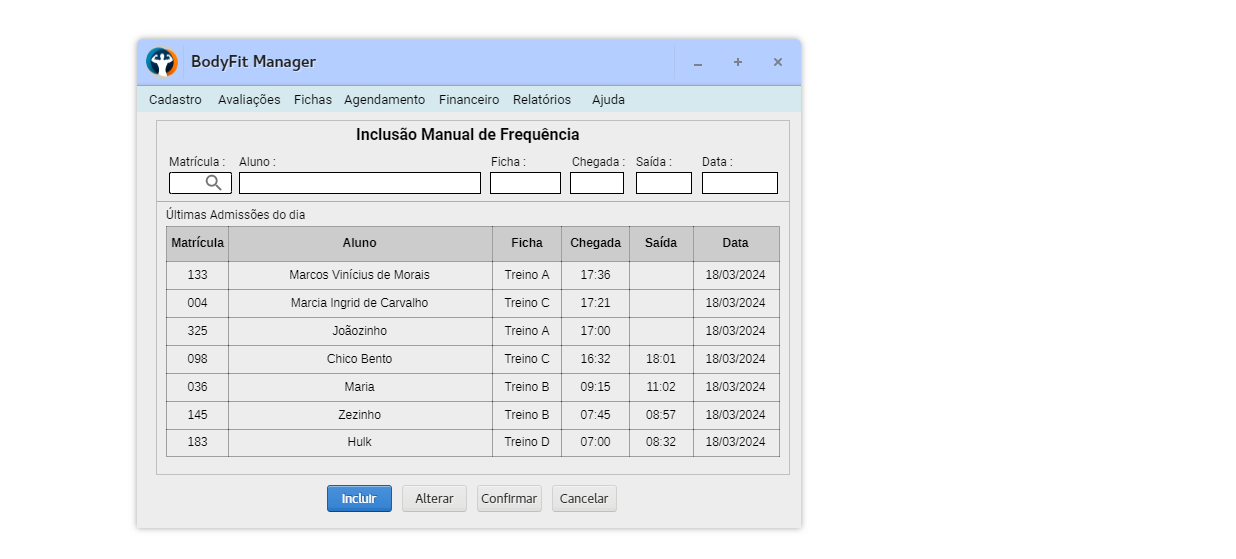 BodyFit Manager
Cadastro Avaliações Fichas Agendamento Financeiro Relatórios Ajuda
Inclusão Manual de Frequência
Matrícula : Aluno : Ficha : Chegada : Saída : Data :
Últimas Admissões do dia
Matrícula Aluno Ficha Chegada Saída Data
133 Marcos Vinícius de Morais Treino A 17:36 18/03/2024
004 Marcia Ingrid de Carvalho Treino C 17:21 18/03/2024
325 Joãozinho Treino A 17:00 18/03/2024
098 Chico Bento Treino C 16:32 18:01 18/03/2024
036 Maria Treino B 09:15 11:02 18/03/2024
145 Zezinho Treino B 07:45 08:57 18/03/2024
183 Hulk Treino D 07:00 08:32 18/03/2024
Incluir Alterar Confirmar Cancelar